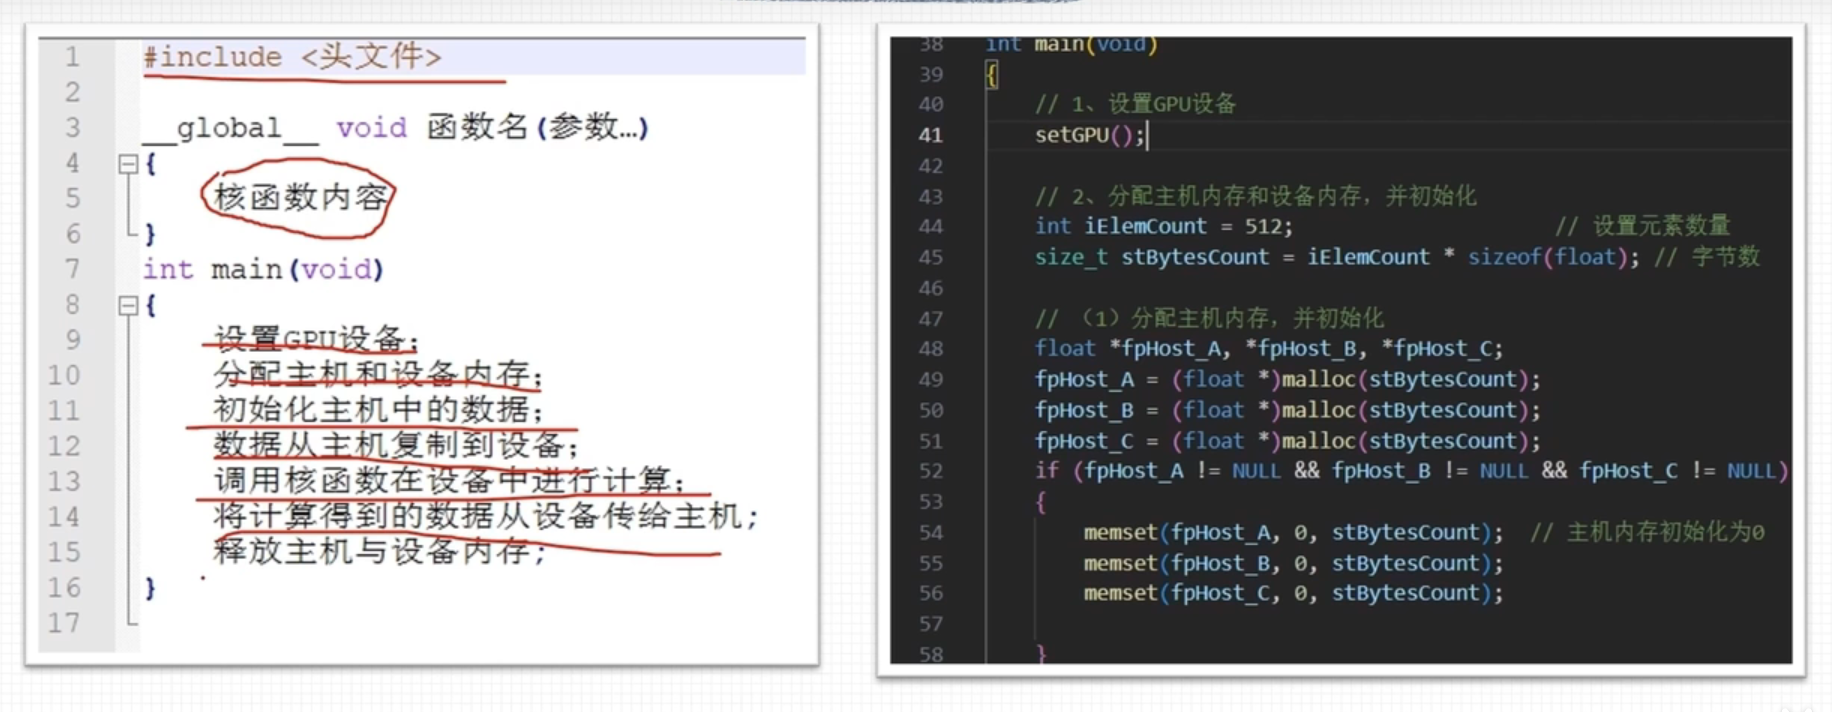 1 #include <头文件>
2
3 __global__ void 函数名(参数…)
4 {
5 核函数内容
6 }
7 int main(void)
8 {
9 设置GPU设备;
10 分配主机和设备内存;
11 初始化主机中的数据;
12 数据从主机复制到设备;
13 调用核函数在设备中进行计算;
14 将计算得到的数据从设备传给主机;
15 释放主机与设备内存;
16 }
17
38 int main(void)
39 {
40 // 1、设置GPU设备
41 setGPU();
42
43 // 2、分配主机内存和设备内存，并初始化
44 int iElemCount = 512; // 设置元素数量
45 size_t stBytesCount = iElemCount * sizeof(float); // 字节数
46
47 // （1）分配主机内存，并初始化
48 float *fpHost_A, *fpHost_B, *fpHost_C;
49 fpHost_A = (float *)malloc(stBytesCount);
50 fpHost_B = (float *)malloc(stBytesCount);
51 fpHost_C = (float *)malloc(stBytesCount);
52 if (fpHost_A != NULL && fpHost_B != NULL && fpHost_C != NULL)
53 {
54 memset(fpHost_A, 0, stBytesCount); // 主机内存初始化为0
55 memset(fpHost_B, 0, stBytesCount);
56 memset(fpHost_C, 0, stBytesCount);
57
58 }